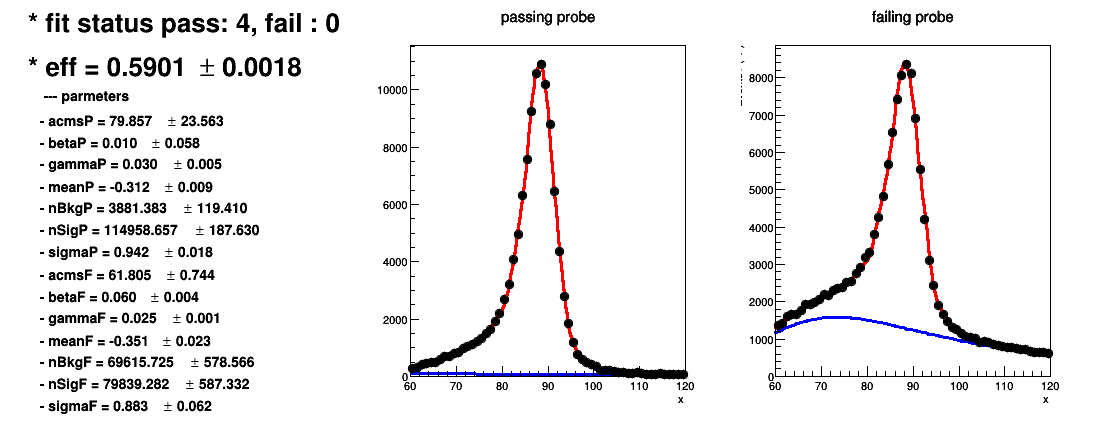 * fit status pass: 4, fail : 0
* eff = 0.5901 ± 0.0018
--- parmeters
- acmsP = 79.857 ± 23.563
- betaP = 0.010 ± 0.058
- gammaP = 0.030 ± 0.005
- meanP = -0.312 ± 0.009
- nBkgP = 3881.383 ± 119.410
- nSigP = 114958.657 ± 187.630
- sigmaP = 0.942 ± 0.018
- acmsF = 61.805 ± 0.744
- betaF = 0.060 ± 0.004
- gammaF = 0.025 ± 0.001
- meanF = -0.351 ± 0.023
- nBkgF = 69615.725 ± 578.566
- nSigF = 79839.282 ± 587.332
- sigmaF = 0.883 ± 0.062
passing probe
10000
8000
6000
4000
2000
0
60 70 80 90 100 110 120
x
failing probe
8000
7000
6000
5000
4000
3000
2000
1000
0
60 70 80 90 100 110 120
x